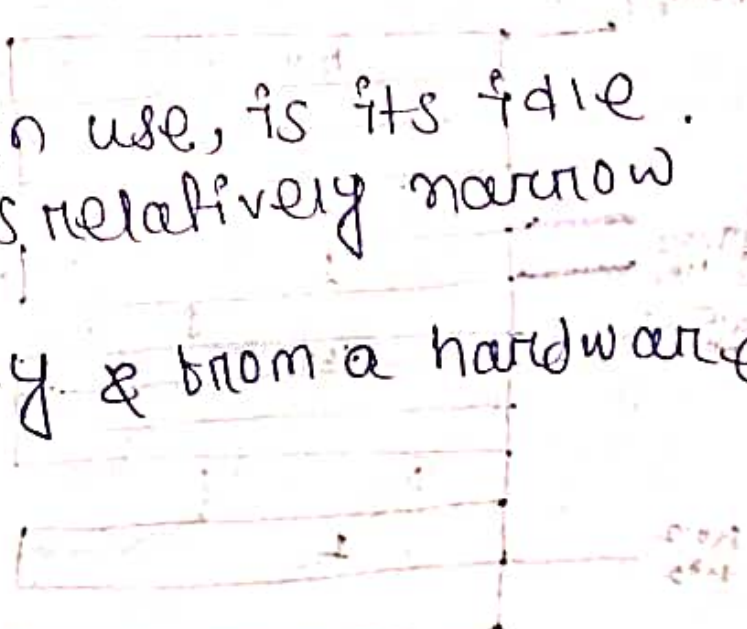 n use, is its idle.
s relatively narrow
y & from a hardware